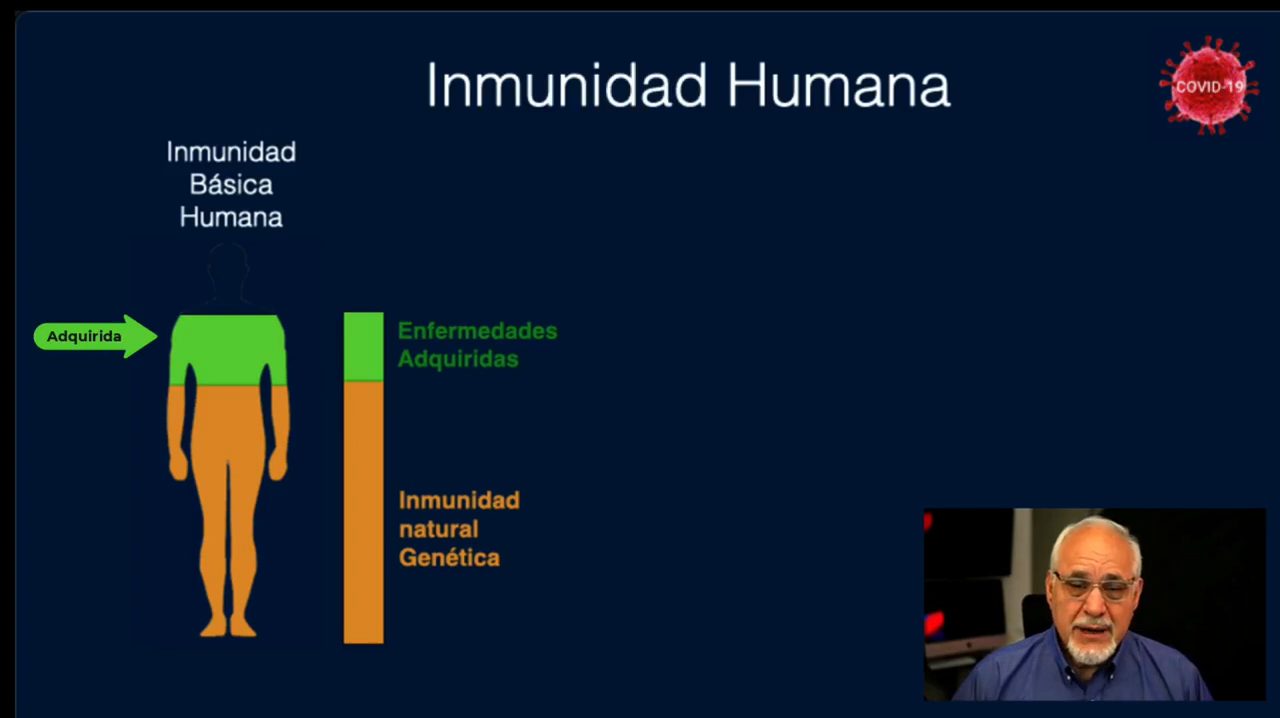 Inmunidad Humana
COVID-19
Inmunidad
Básica
Humana
Adquirida
Enfermedades
Adquiridas
Inmunidad
natural
Genética